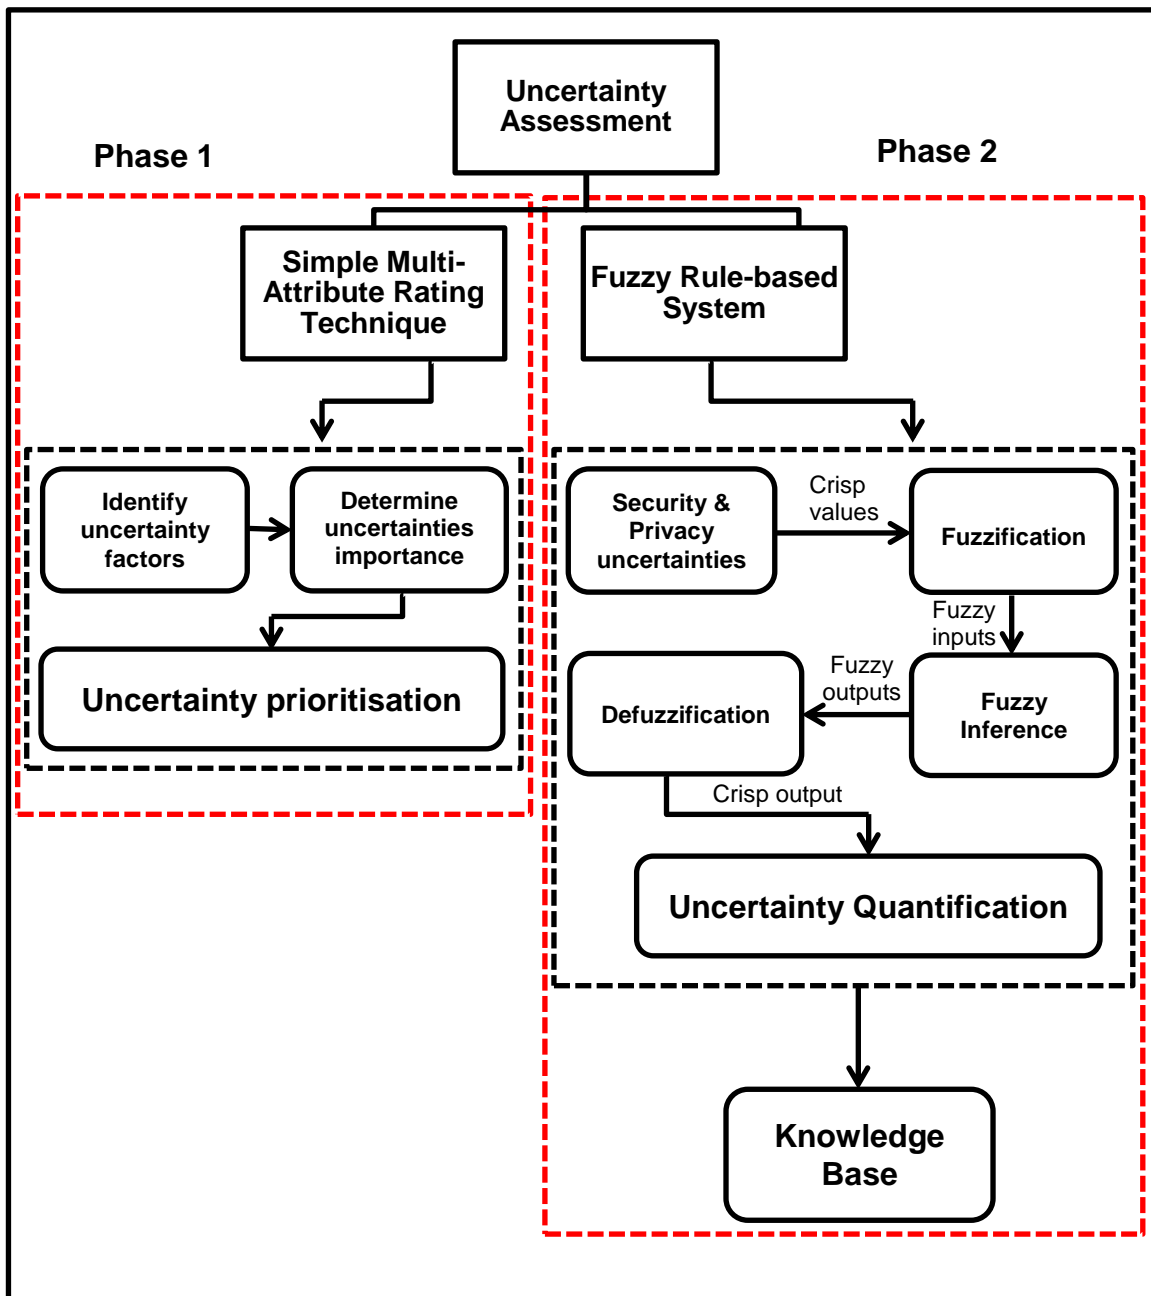 Uncertainty
Assessment
Phase 1
Phase 2
Simple Multi-
Attribute Rating
Technique
Fuzzy Rule-based
System
Identify
uncertainty
factors
Determine
uncertainties
importance
Uncertainty prioritisation
Security &
Privacy
uncertainties
Crisp
values
Fuzzification
Fuzzy
inputs
Fuzzy
Inference
Fuzzy
outputs
Defuzzification
Crisp output
Uncertainty Quantification
Knowledge
Base